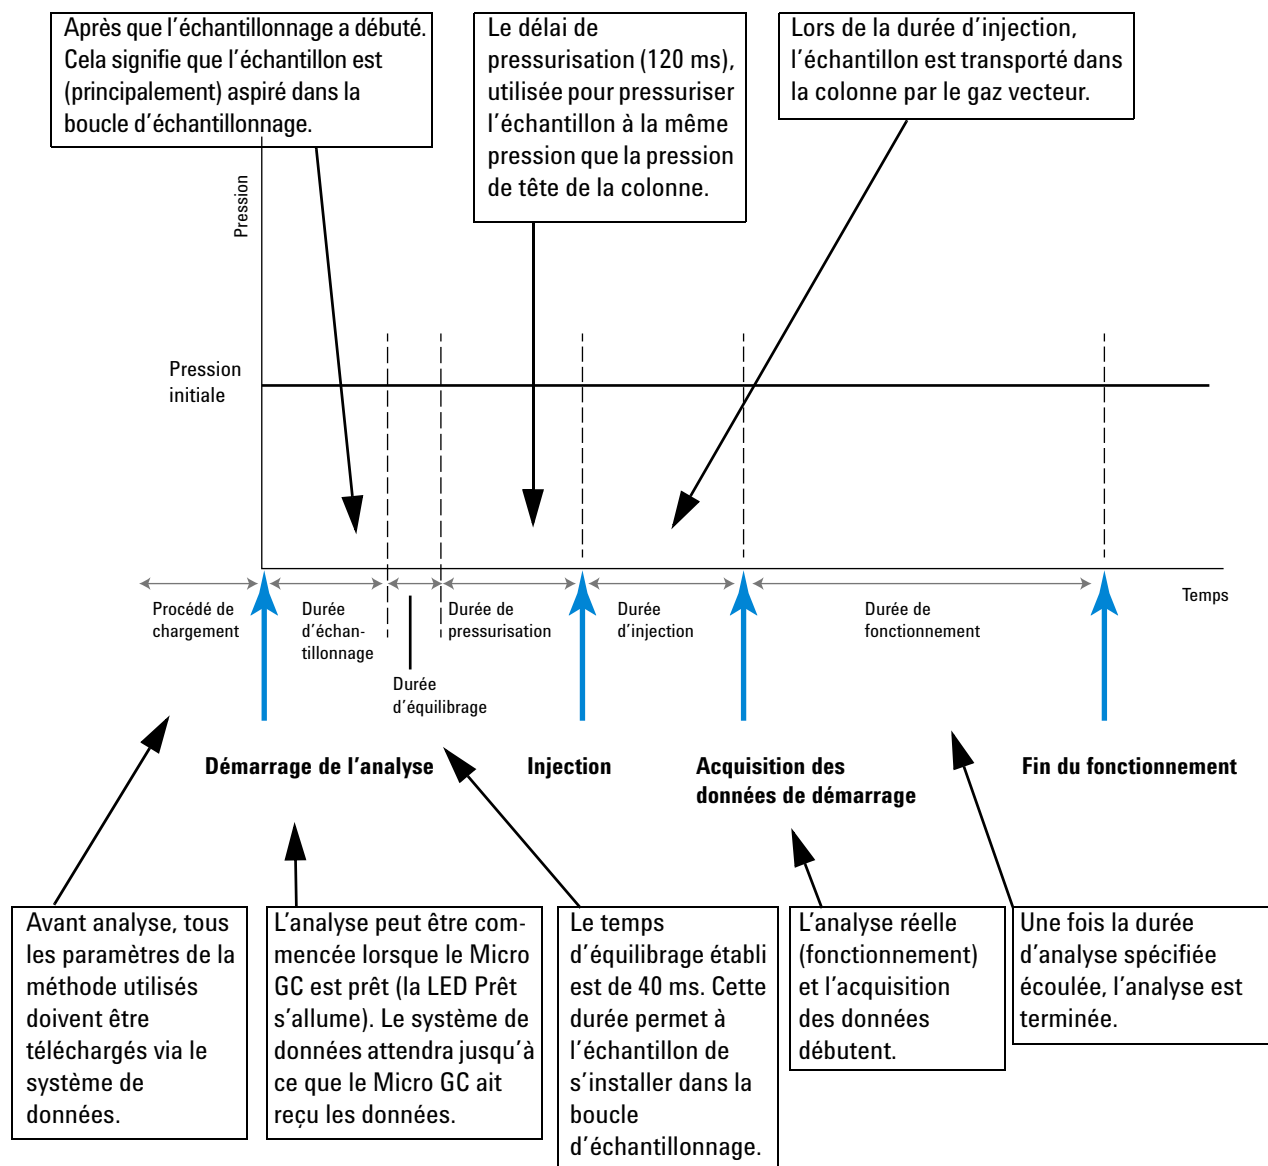 Après que l'échantillonnage a débuté.
Cela signifie que l'échantillon est
(principalement) aspiré dans la
boucle d'échantillonnage.
Le délai de
pressurisation (120 ms),
utilisée pour pressuriser
l'échantillon à la même
pression que la pression
de tête de la colonne.
Lors de la durée d'injection,
l'échantillon est transporté dans
la colonne par le gaz vecteur.
Pression
Pression
initiale
Temps
Procédé de
chargement
Durée
d'échan-
tillonnage
Durée
d'équilibrage
Durée de
pressurisation
Durée
d'injection
Durée de
fonctionnement
Démarrage de l'analyse
Injection
Acquisition des
données de démarrage
Fin du fonctionnement
Avant analyse, tous
les paramètres de la
méthode utilisés
doivent être
téléchargés via le
système de
données.
L'analyse peut être com-
mencée lorsque le Micro
GC est prêt (la LED Prêt
s'allume). Le système de
données attendra jusqu'à
ce que le Micro GC ait
reçu les données.
Le temps
d'équilibrage établi
est de 40 ms. Cette
durée permet à
l'échantillon de
s'installer dans la
boucle
d'échantillonnage.
L'analyse réelle
(fonctionnement)
et l'acquisition
des données
débutent.
Une fois la durée
d'analyse spécifiée
écoulée, l'analyse est
terminée.